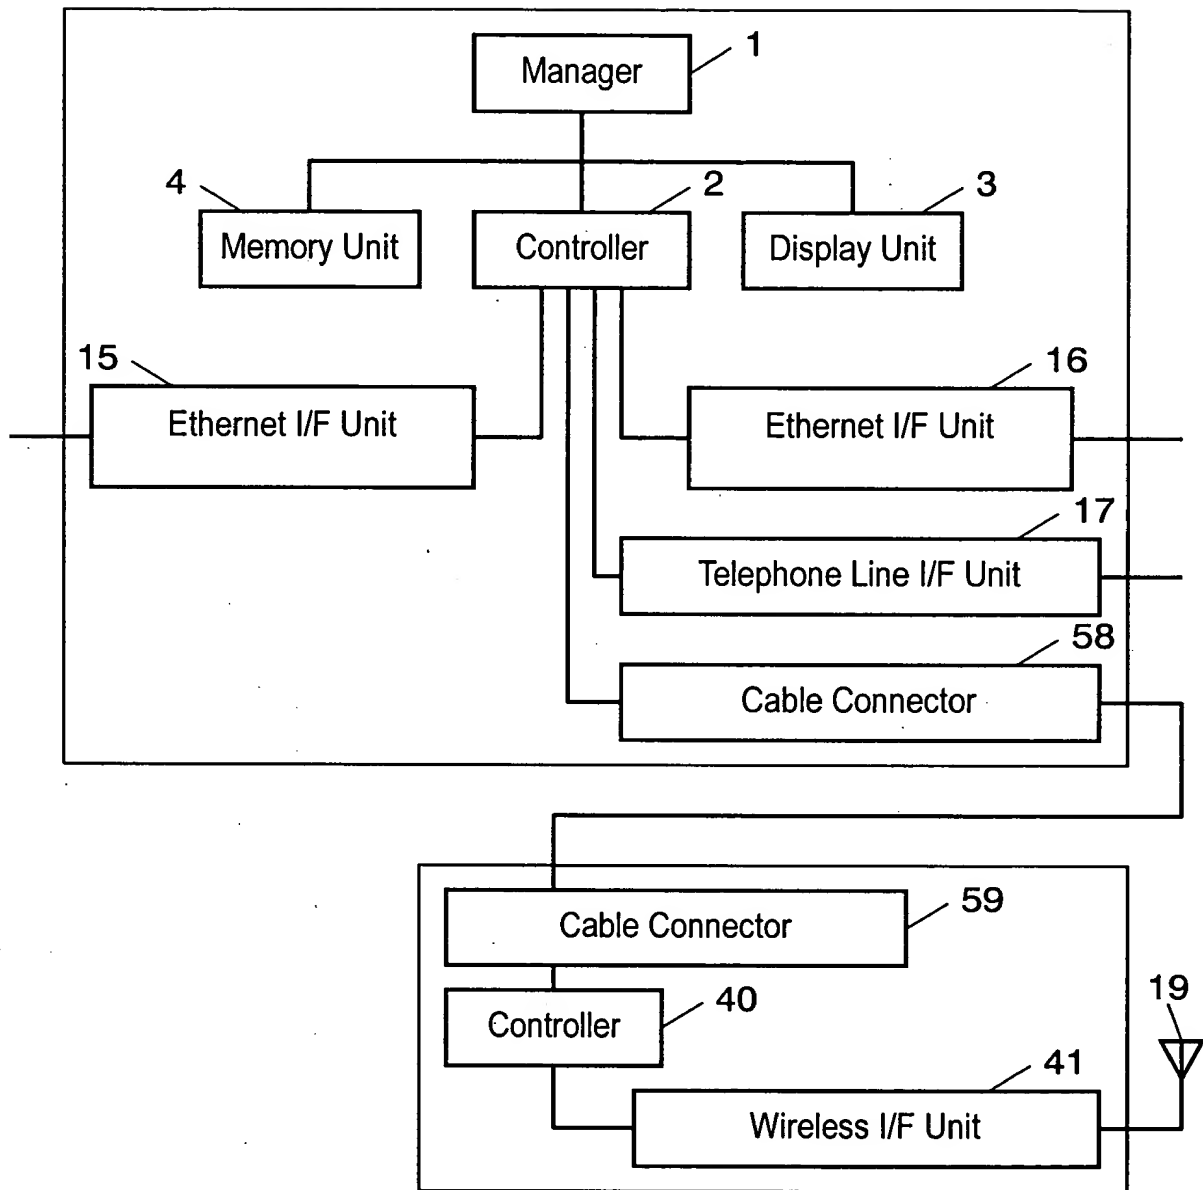 1
Manager
4
2
3
Memory Unit
Controller
Display Unit
15
16
Ethernet I/F Unit
Ethernet I/F Unit
17
Telephone Line I/F Unit
58
Cable Connector
59
Cable Connector
40
19
Controller
41
Wireless I/F Unit